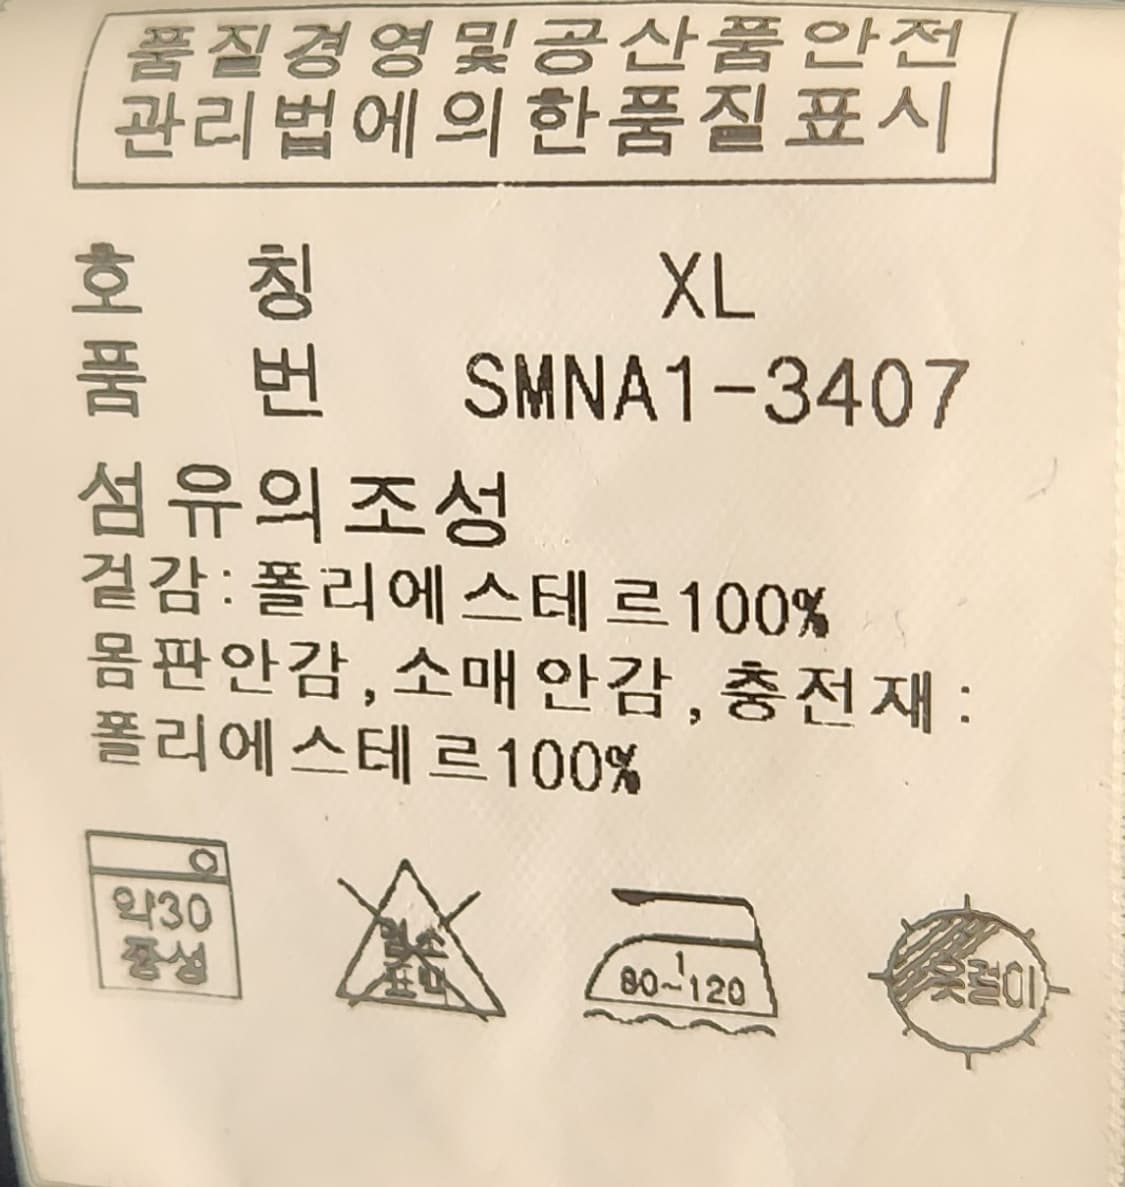 품질경영및공산품안전
관리법에의한품질표시
호 칭 XL
품 번 SMNA1-3407
섬유의조성
겉감:폴리에스테르100%
몸판안감,소매안감,충전재:
폴리에스테르100%
약30
중성
염소
표백
80~120
옷걸이